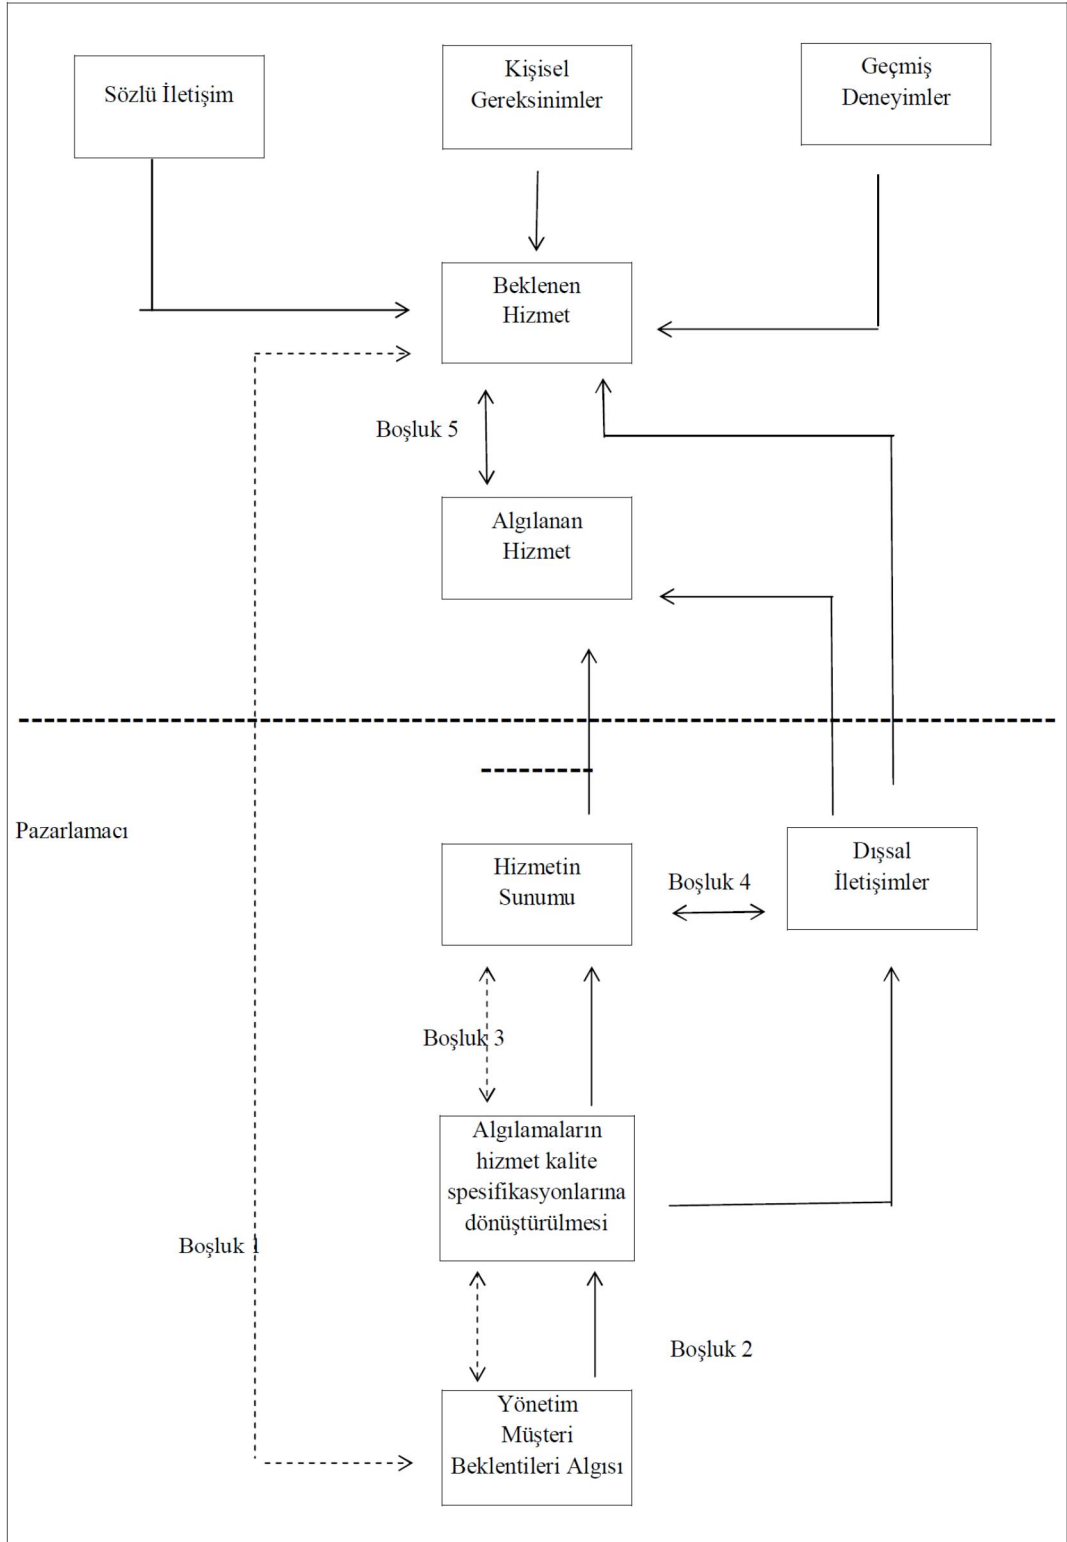 Sözlü İletişim
Kişisel
Gereksinimler
Geçmiş
Deneyimler
Beklenen
Hizmet
Boşluk 5
Algılanan
Hizmet
Pazarlamacı
Hizmetin
Sunumu
Boşluk 4
Dışsal
İletişimler
Boşluk 3
Algılamaların
hizmet kalite
spesifikasyonlarına
dönüştürülmesi
Boşluk 1
Boşluk 2
Yönetim
Müşteri
Beklentileri Algısı